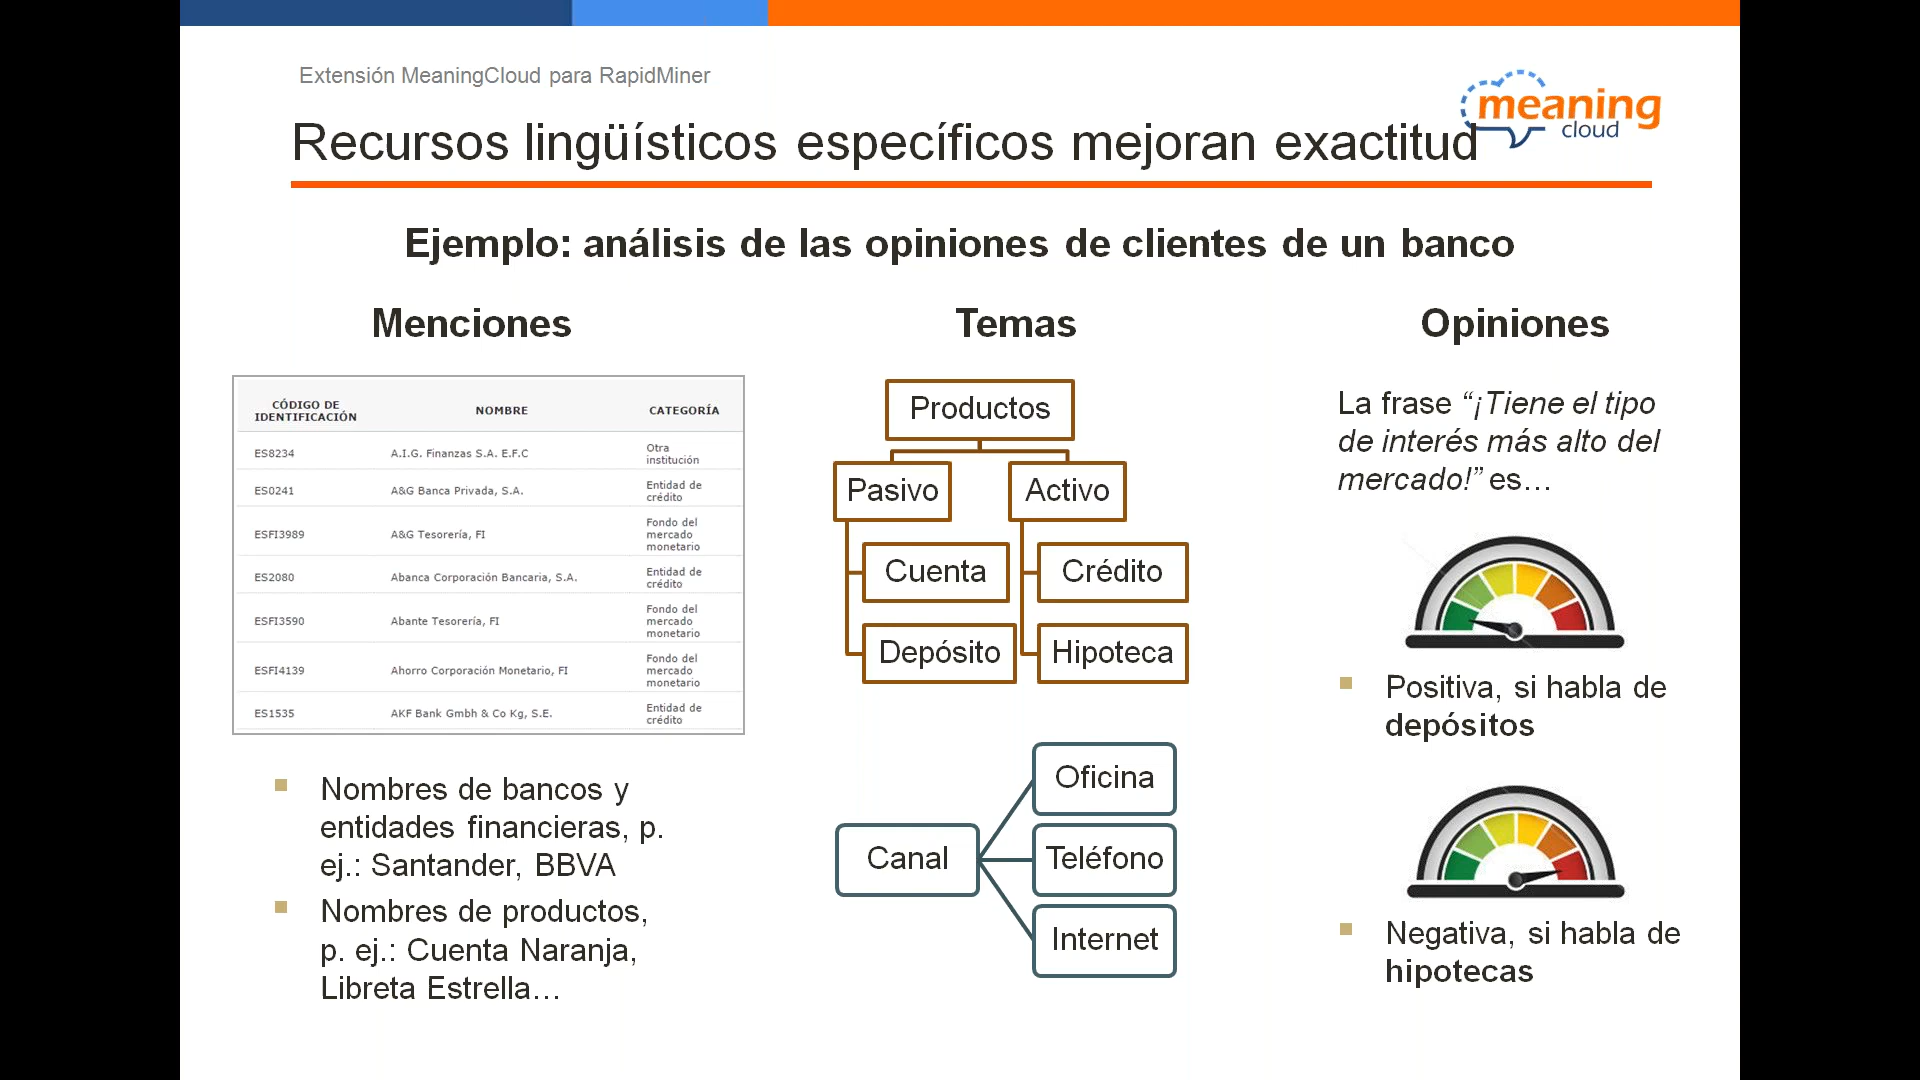 Extensión MeaningCloud para RapidMiner
meaning
cloud
Recursos lingüísticos específicos mejoran exactitud
Ejemplo: análisis de las opiniones de clientes de un banco
Menciones
CÓDIGO DE
IDENTIFICACIÓN
NOMBRE
CATEGORÍA
ES8234
A.I.G. Finanzas S.A. E.F.C
Otra
institución
ES0241
A&G Banca Privada, S.A.
Entidad de
crédito
ESFI3989
A&G Tesorería, FI
Fondo del
mercado
monetario
ES2080
Abanca Corporación Bancaria, S.A.
Entidad de
crédito
ESFI3590
Abante Tesorería, FI
Fondo del
mercado
monetario
ESFI4139
Ahorro Corporación Monetario, FI
Fondo del
mercado
monetario
ES1535
AKF Bank Gmbh & Co Kg, S.E.
Entidad de
crédito
Nombres de bancos y
entidades financieras, p.
ej.: Santander, BBVA
Nombres de productos,
p. ej.: Cuenta Naranja,
Libreta Estrella…
Temas
Productos
Pasivo
Activo
Cuenta
Crédito
Depósito
Hipoteca
Canal
Oficina
Teléfono
Internet
Opiniones
La frase “¡Tiene el tipo
de interés más alto del
mercado!” es…
Positiva, si habla de
depósitos
Negativa, si habla de
hipotecas